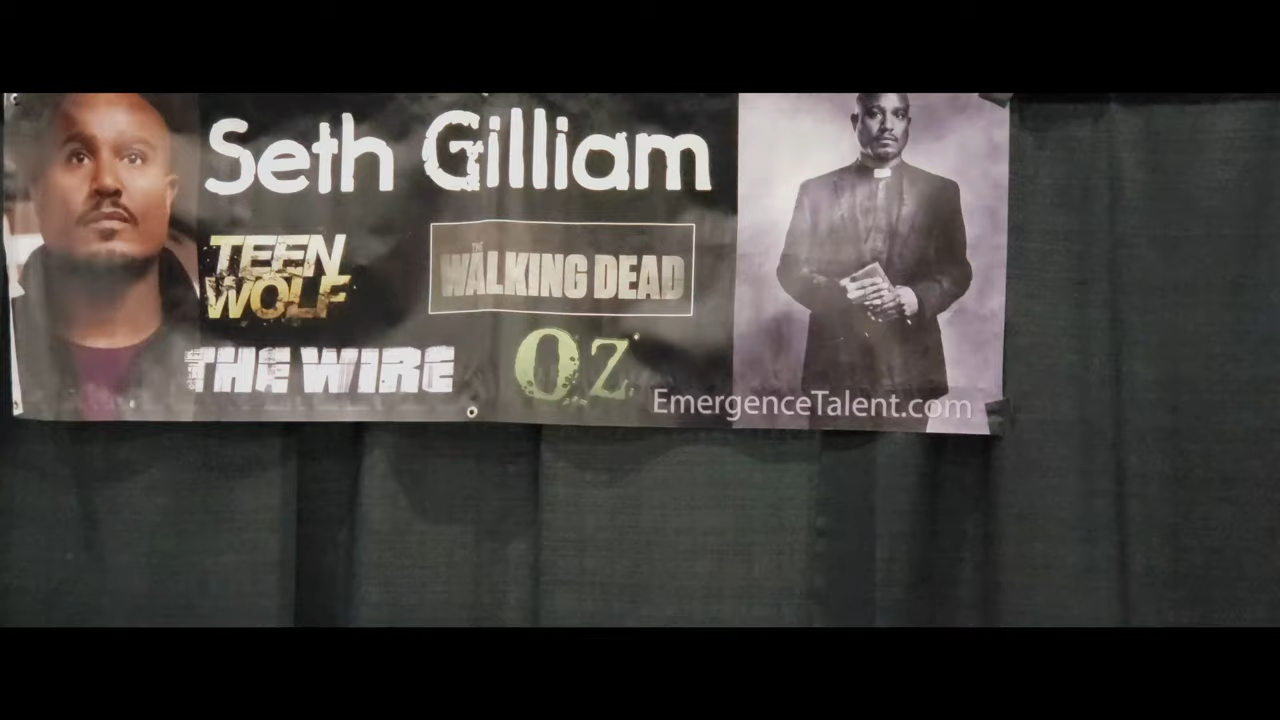 Seth Gilliam
TEEN
WOLF
THE
WALKING DEAD
THE WIRE
OZ
EmergenceTalent.com